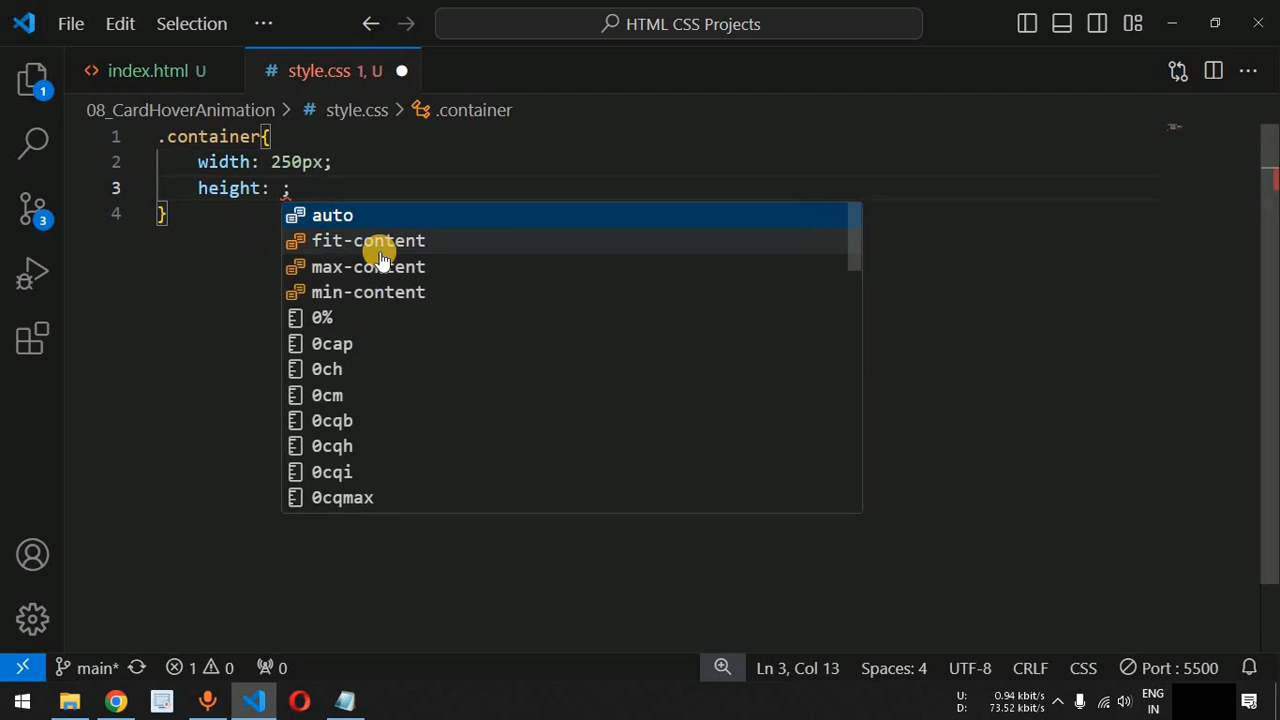 File Edit Selection ··· HTML CSS Projects
index.html U style.css 1, U
08_CardHoverAnimation > style.css > .container
1 .container{
2 width: 250px;
3 height: ;
4 }
auto
fit-content
max-content
min-content
0%
0cap
0ch
0cm
0cqb
0cqh
0cqi
0cqmax
1
3
main* 1 0 0 Ln 3, Col 13 Spaces: 4 UTF-8 CRLF CSS Port : 5500
U: 0.94 kbit/s
D: 73.52 kbit/s
ENG
IN